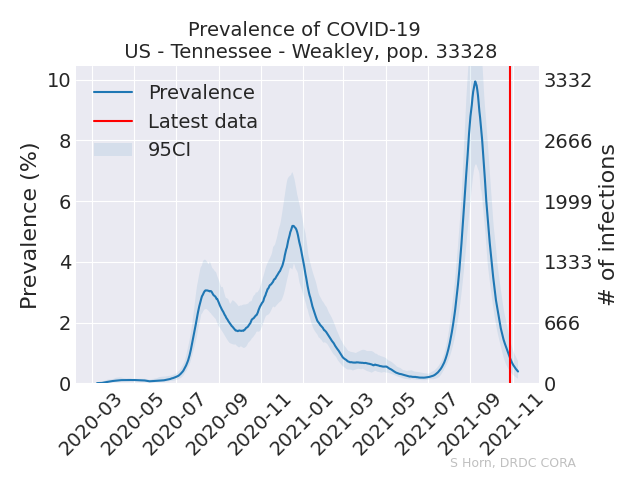 Prevalence of COVID-19
US - Tennessee - Weakley, pop. 33328
Prevalence
Latest data
95CI
Prevalence (%)
10
8
6
4
2
0
3332
2666
1999
1333
666
0
# of infections
2020-03
2020-05
2020-07
2020-09
2020-11
2021-01
2021-03
2021-05
2021-07
2021-09
2021-11
S Horn, DRDC CORA